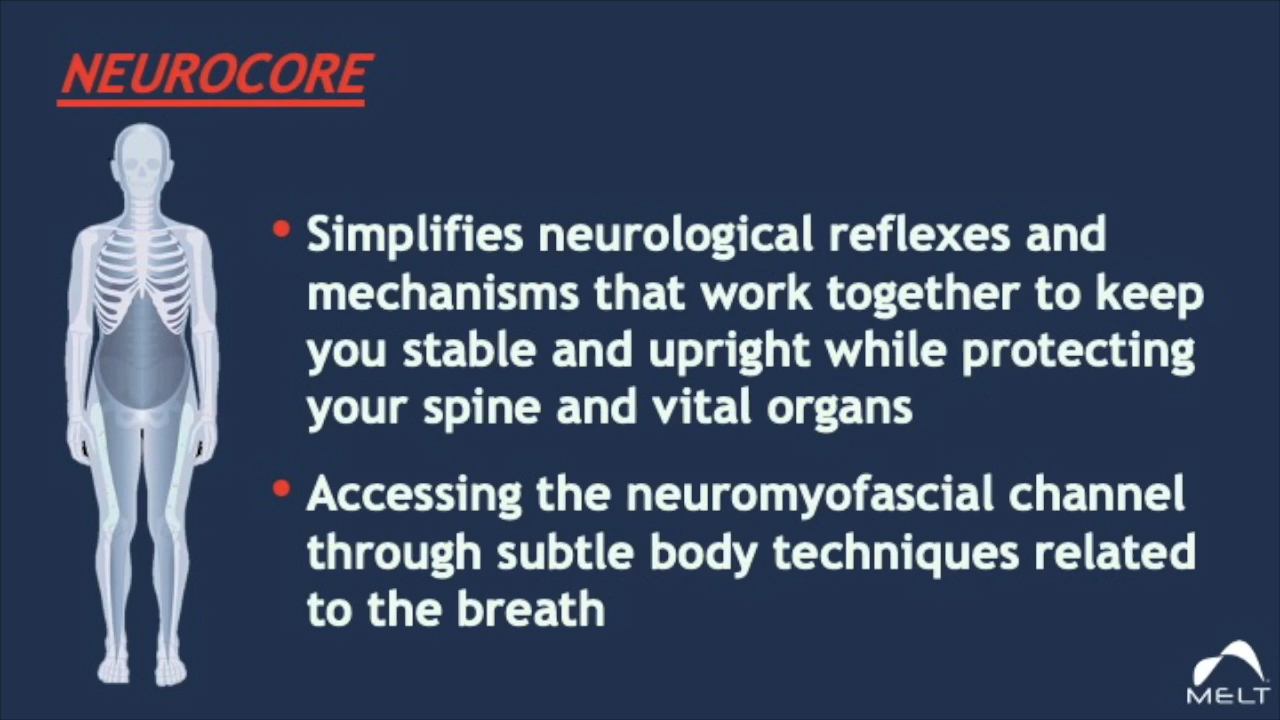 NEUROCORE
• Simplifies neurological reflexes and
mechanisms that work together to keep
you stable and upright while protecting
your spine and vital organs
• Accessing the neuromyofascial channel
through subtle body techniques related
to the breath
MELT